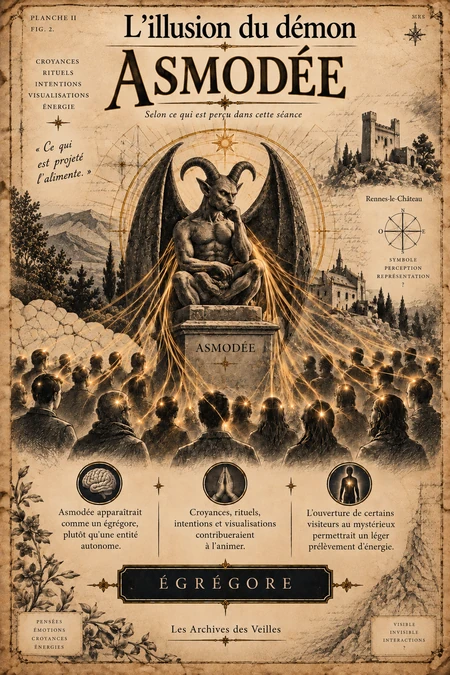 PLANCHE II
FIG. 2.
L'illusion du démon
ASMODÉE
Selon ce qui est perçu dans cette séance
MRE
CROYANCES
RITUELS
INTENTIONS
VISUALISATIONS
ÉNERGIE
« Ce qui
est projeté
l'alimente. »
Rennes-le-Château
O
E
SYMBOLE
PERCEPTION
REPRÉSENTATION
?
ASMODÉE
Asmodée apparaîtrait
comme un égrégore,
plutôt qu'une entité
autonome.
Croyances, rituels,
intentions et visualisations
contribueraient
à l'animer.
L'ouverture de certains
visiteurs au mystérieux
permettrait un léger
prélèvement d'énergie.
ÉGRÉGORE
Les Archives des Veilles
PENSÉES
ÉMOTIONS
CROYANCES
ÉNERGIES
VISIBLE
INVISIBLE
INTERACTIONS